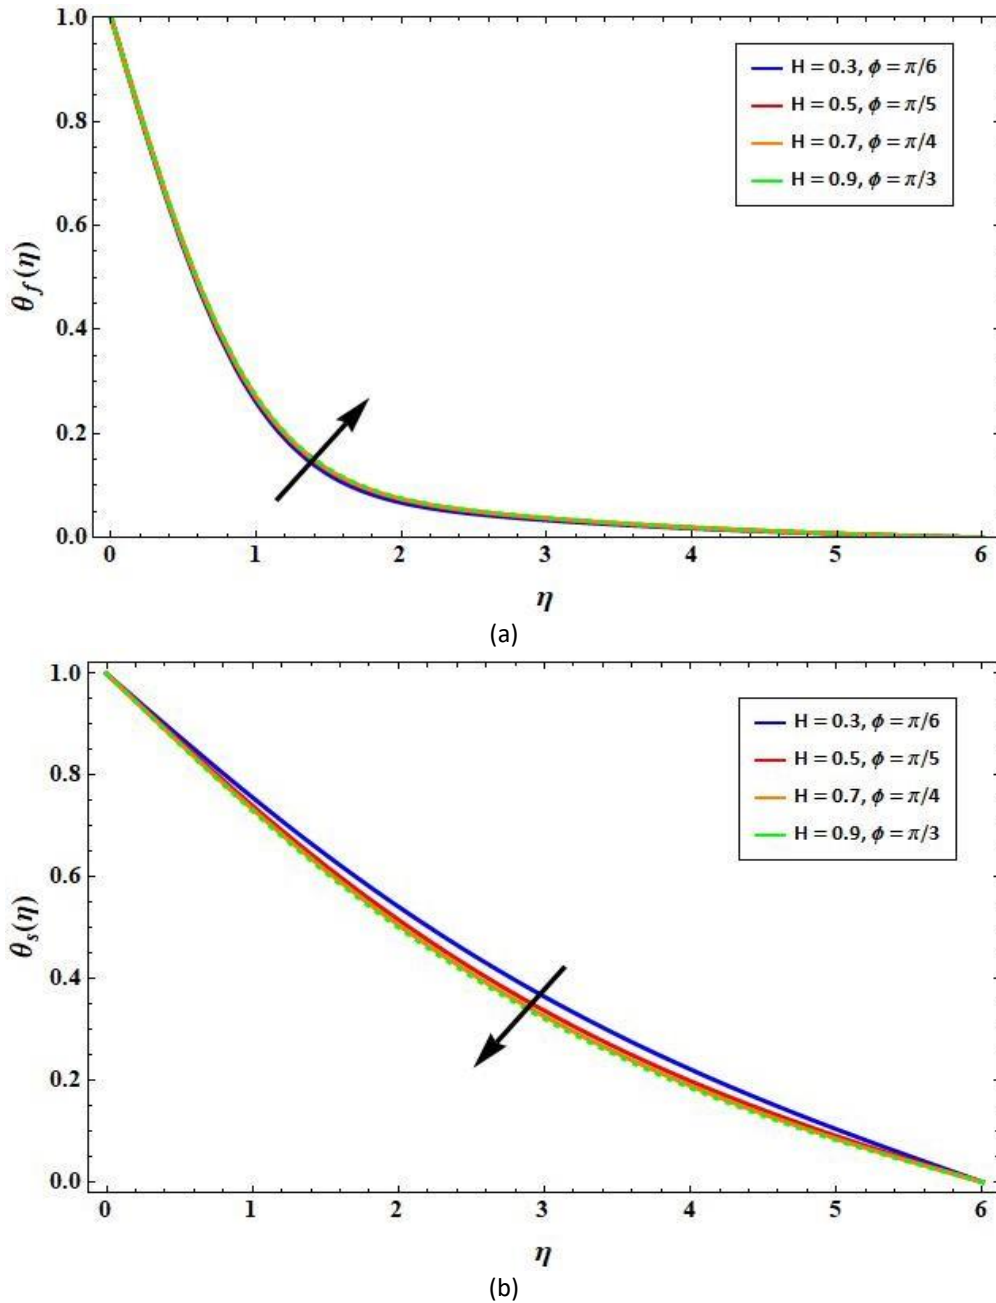 1.0
0.8
0.6
0.4
0.2
0.0
θf(η)
H = 0.3, ϕ = π/6
H = 0.5, ϕ = π/5
H = 0.7, ϕ = π/4
H = 0.9, ϕ = π/3
0 1 2 3 4 5 6
η
(a)
1.0
0.8
0.6
0.4
0.2
0.0
θs(η)
H = 0.3, ϕ = π/6
H = 0.5, ϕ = π/5
H = 0.7, ϕ = π/4
H = 0.9, ϕ = π/3
0 1 2 3 4 5 6
η
(b)